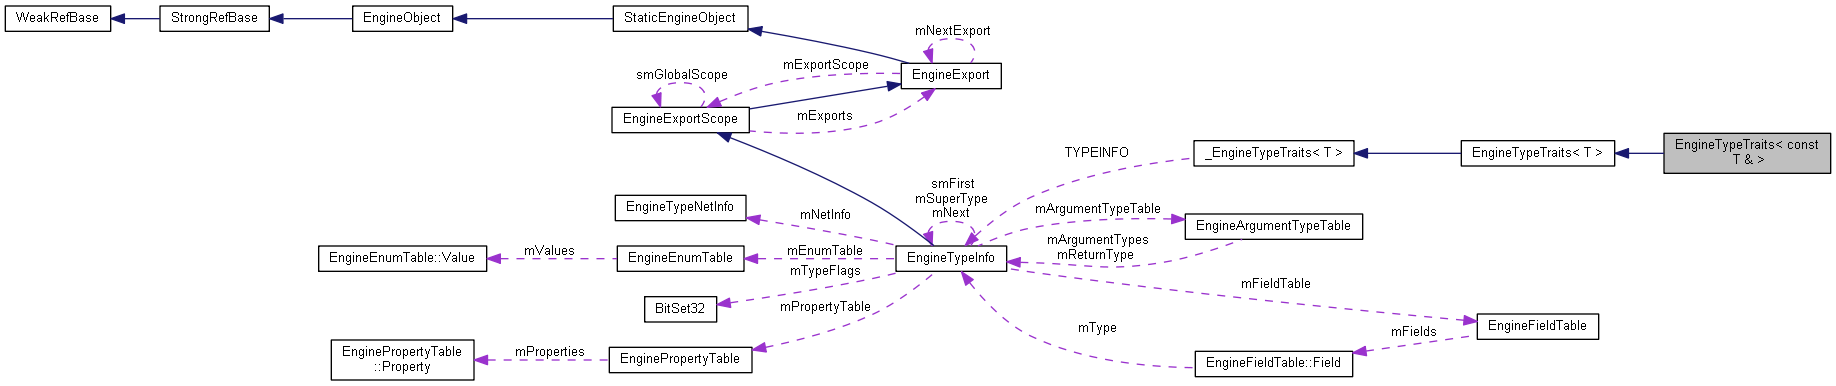 WeakRefBase
StrongRefBase
EngineObject
StaticEngineObject
mNextExport
mExportScope
smGlobalScope
EngineExport
EngineExportScope
mExports
EngineTypeTraits< const
T & >
TYPEINFO
_EngineTypeTraits< T >
EngineTypeTraits< T >
smFirst
mSuperType
mNext
EngineTypeNetInfo
mNetInfo
mArgumentTypeTable
EngineArgumentTypeTable
mArgumentTypes
mReturnType
EngineEnumTable::Value
mValues
EngineEnumTable
mEnumTable
EngineTypeInfo
mTypeFlags
BitSet32
mPropertyTable
mFieldTable
mType
mFields
EngineFieldTable
EnginePropertyTable
::Property
mProperties
EnginePropertyTable
EngineFieldTable::Field